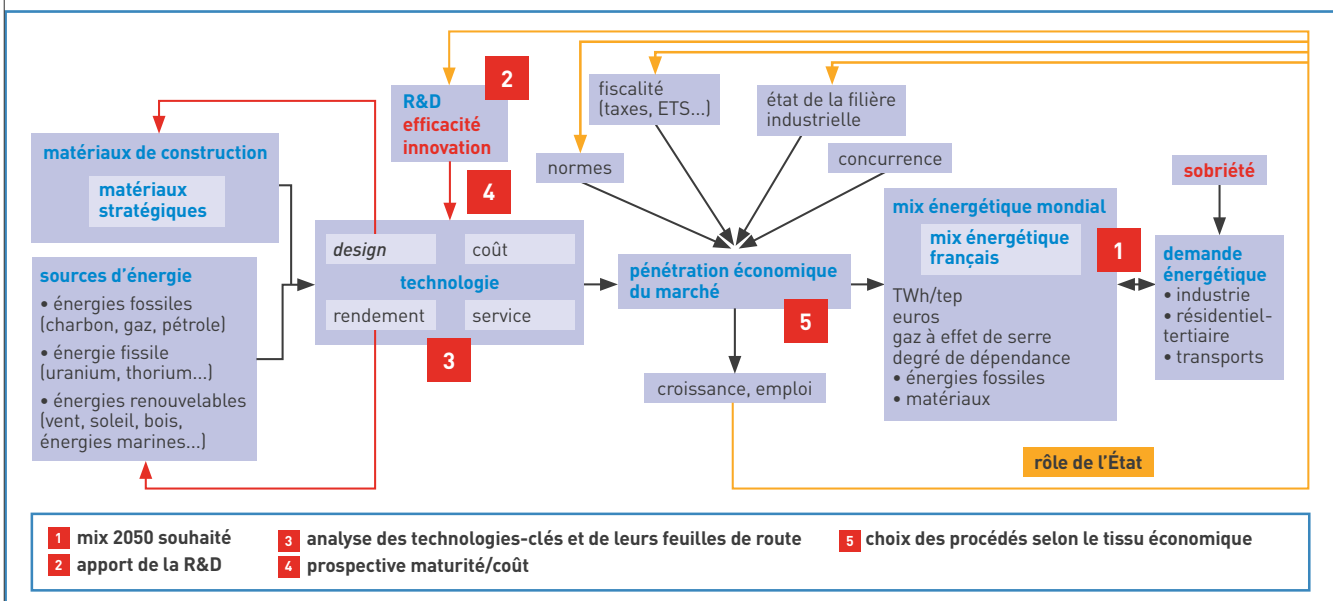 2
R&D
efficacité
innovation
fiscalité
(taxes, ETS...)
état de la filière
industrielle
matériaux de construction
matériaux
stratégiques
4
normes
concurrence
sobriété
mix énergétique mondial
mix énergétique
français
1
sources d'énergie
• énergies fossiles
(charbon, gaz, pétrole)
• énergie fissile
(uranium, thorium...)
• énergies renouvelables
(vent, soleil, bois,
énergies marines...)
design
coût
technologie
rendement
service
3
pénétration économique
du marché
5
croissance, emploi
TWh/tep
euros
gaz à effet de serre
degré de dépendance
• énergies fossiles
• matériaux
demande
énergétique
• industrie
• résidentiel-
tertiaire
• transports
rôle de l'État
1 mix 2050 souhaité
2 apport de la R&D
3 analyse des technologies-clés et de leurs feuilles de route
4 prospective maturité/coût
5 choix des procédés selon le tissu économique